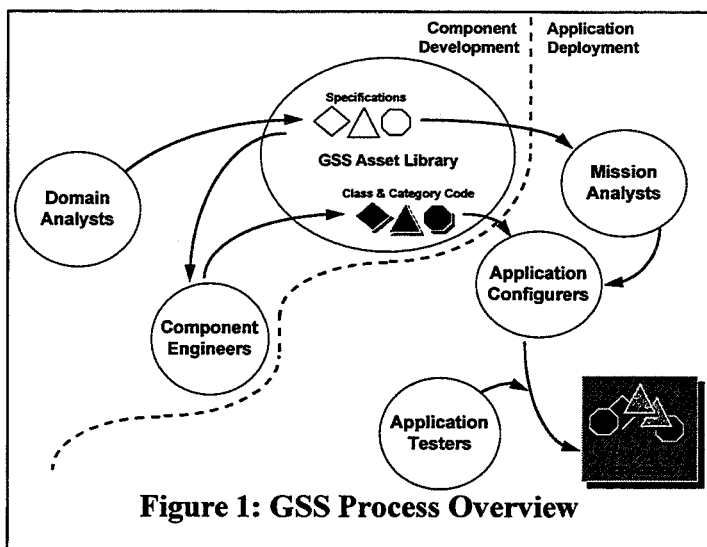 Component
Development
Application
Deployment
Specifications
GSS Asset Library
Class & Category Code
Domain
Analysts
Mission
Analysts
Application
Configurers
Component
Engineers
Application
Testers
Figure 1: GSS Process Overview